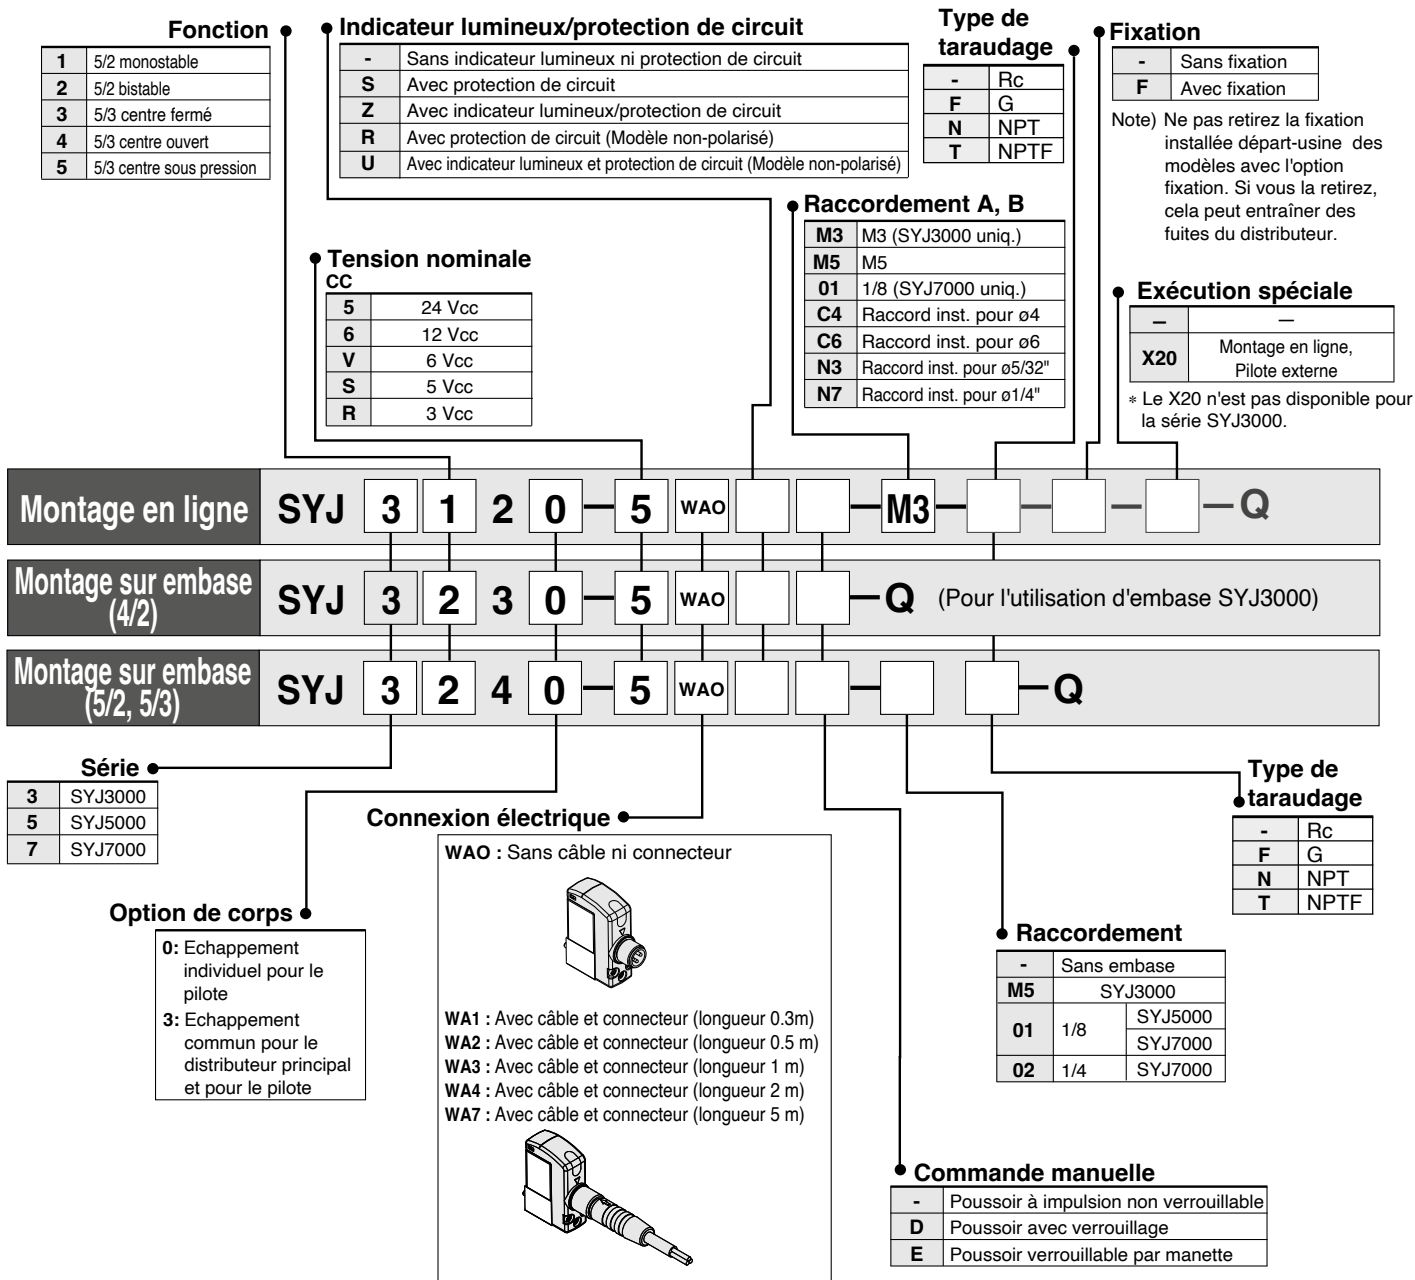 Fonction
1 5/2 monostable
2 5/2 bistable
3 5/3 centre fermé
4 5/3 centre ouvert
5 5/3 centre sous pression
Indicateur lumineux/protection de circuit
- Sans indicateur lumineux ni protection de circuit
S Avec protection de circuit
Z Avec indicateur lumineux/protection de circuit
R Avec protection de circuit (Modèle non-polarisé)
U Avec indicateur lumineux et protection de circuit (Modèle non-polarisé)
Type de
taraudage
- Rc
F G
N NPT
T NPTF
Fixation
- Sans fixation
F Avec fixation
Note) Ne pas retirez la fixation
installée départ-usine des
modèles avec l'option
fixation. Si vous la retirez,
cela peut entraîner des
fuites du distributeur.
Tension nominale
CC
5 24 Vcc
6 12 Vcc
V 6 Vcc
S 5 Vcc
R 3 Vcc
Raccordement A, B
M3 M3 (SYJ3000 uniq.)
M5 M5
01 1/8 (SYJ7000 uniq.)
C4 Raccord inst. pour ø4
C6 Raccord inst. pour ø6
N3 Raccord inst. pour ø5/32"
N7 Raccord inst. pour ø1/4"
Exécution spéciale
– —
X20 Montage en ligne,
Pilote externe
* Le X20 n'est pas disponible pour
la série SYJ3000.
Montage en ligne SYJ 3 1 2 0 – 5 WAO – M3 – – – Q
Montage sur embase
(4/2)
SYJ 3 2 3 0 – 5 WAO – Q (Pour l'utilisation d'embase SYJ3000)
Montage sur embase
(5/2, 5/3)
SYJ 3 2 4 0 – 5 WAO – – Q
Série
3 SYJ3000
5 SYJ5000
7 SYJ7000
Option de corps
0: Echappement
individuel pour le
pilote
3: Echappement
commun pour le
distributeur principal
et pour le pilote
Connexion électrique
WAO : Sans câble ni connecteur
WA1 : Avec câble et connecteur (longueur 0.3m)
WA2 : Avec câble et connecteur (longueur 0.5 m)
WA3 : Avec câble et connecteur (longueur 1 m)
WA4 : Avec câble et connecteur (longueur 2 m)
WA7 : Avec câble et connecteur (longueur 5 m)
Type de
taraudage
- Rc
F G
N NPT
T NPTF
Raccordement
- Sans embase
M5 SYJ3000
01 1/8 SYJ5000
SYJ7000
02 1/4 SYJ7000
Commande manuelle
- Poussoir à impulsion non verrouillable
D Poussoir avec verrouillage
E Poussoir verrouillable par manette